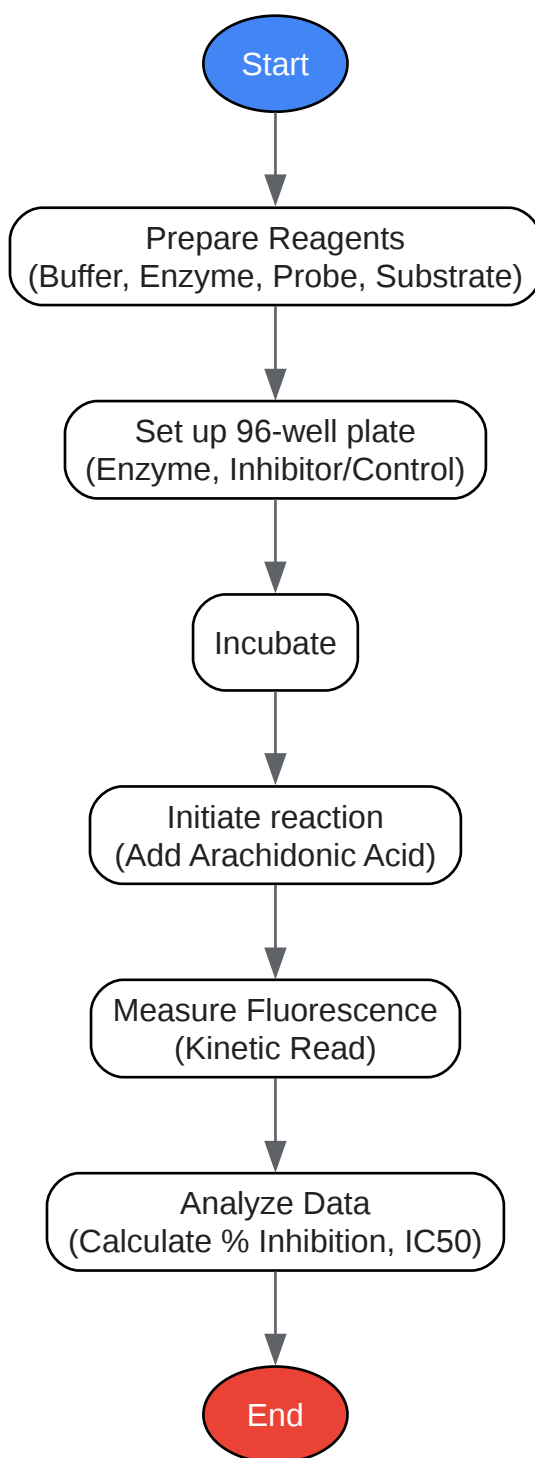 Start
Prepare Reagents
(Buffer, Enzyme, Probe, Substrate)
Set up 96-well plate
(Enzyme, Inhibitor/Control)
Incubate
Initiate reaction
(Add Arachidonic Acid)
Measure Fluorescence
(Kinetic Read)
Analyze Data
(Calculate % Inhibition, IC50)
End